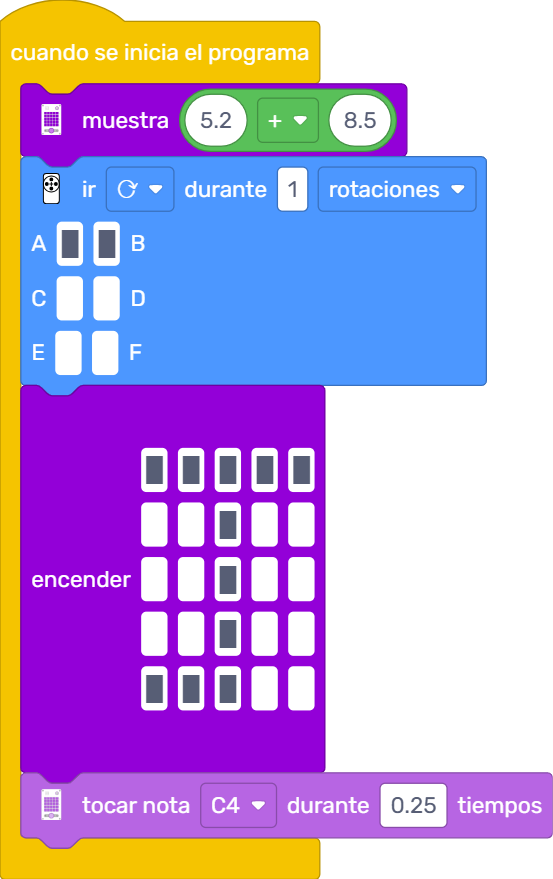 cuando se inicia el programa
muestra 5.2 + 8.5
ir durante 1 rotaciones
A B
C D
E F
encender
tocar nota C4 durante 0.25 tiempos